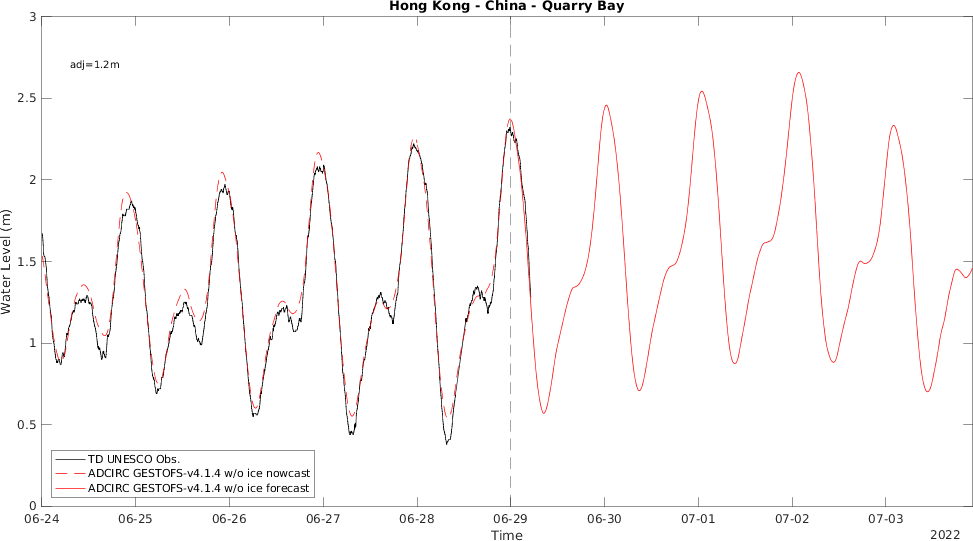 Hong Kong - China - Quarry Bay
3
adj=1.2m
2.5
2
1.5
1
0.5
0
Water Level (m)
TD UNESCO Obs.
ADCIRC GESTOFS-v4.1.4 w/o ice nowcast
ADCIRC GESTOFS-v4.1.4 w/o ice forecast
06-24 06-25 06-26 06-27 06-28 06-29 06-30 07-01 07-02 07-03
Time
2022